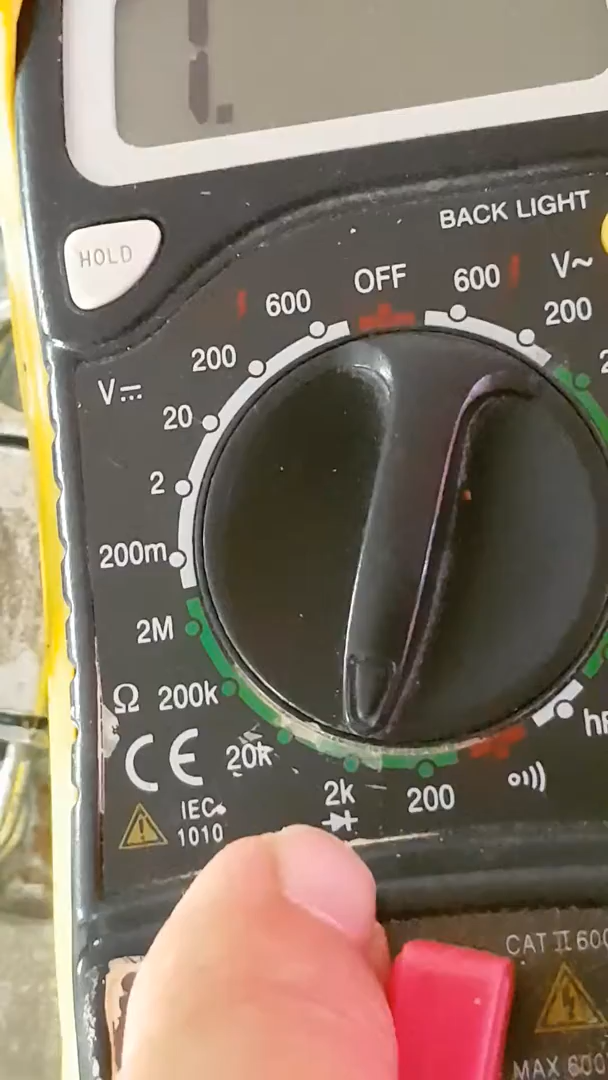 1.
HOLD
BACK LIGHT
OFF
600
600
V~
200
200
V⎓
20
2
200m
2M
Ω 200k
20k
2k
200
CE
IEC
1010
CAT II 600
MAX 600